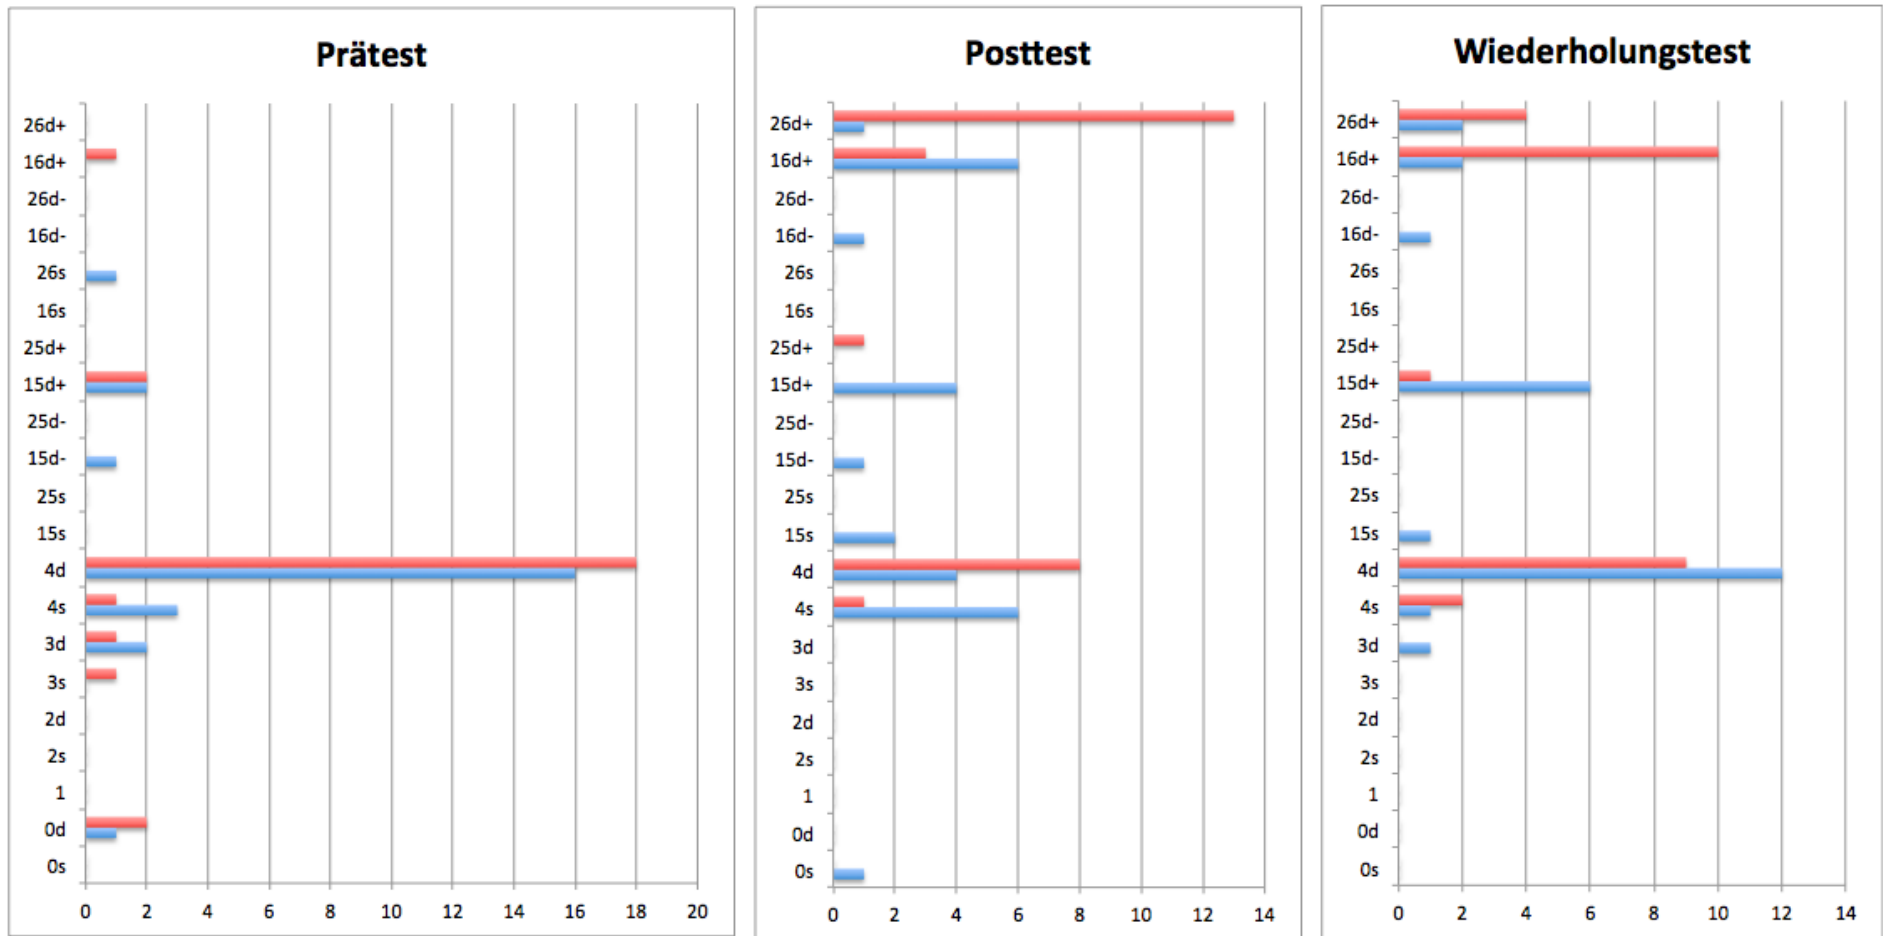 Prätest
26d+
16d+
26d-
16d-
26s
16s
25d+
15d+
25d-
15d-
25s
15s
4d
4s
3d
3s
2d
2s
1
0d
0s
0 2 4 6 8 10 12 14 16 18 20
Posttest
26d+
16d+
26d-
16d-
26s
16s
25d+
15d+
25d-
15d-
25s
15s
4d
4s
3d
3s
2d
2s
1
0d
0s
0 2 4 6 8 10 12 14
Wiederholungstest
26d+
16d+
26d-
16d-
26s
16s
25d+
15d+
25d-
15d-
25s
15s
4d
4s
3d
3s
2d
2s
1
0d
0s
0 2 4 6 8 10 12 14